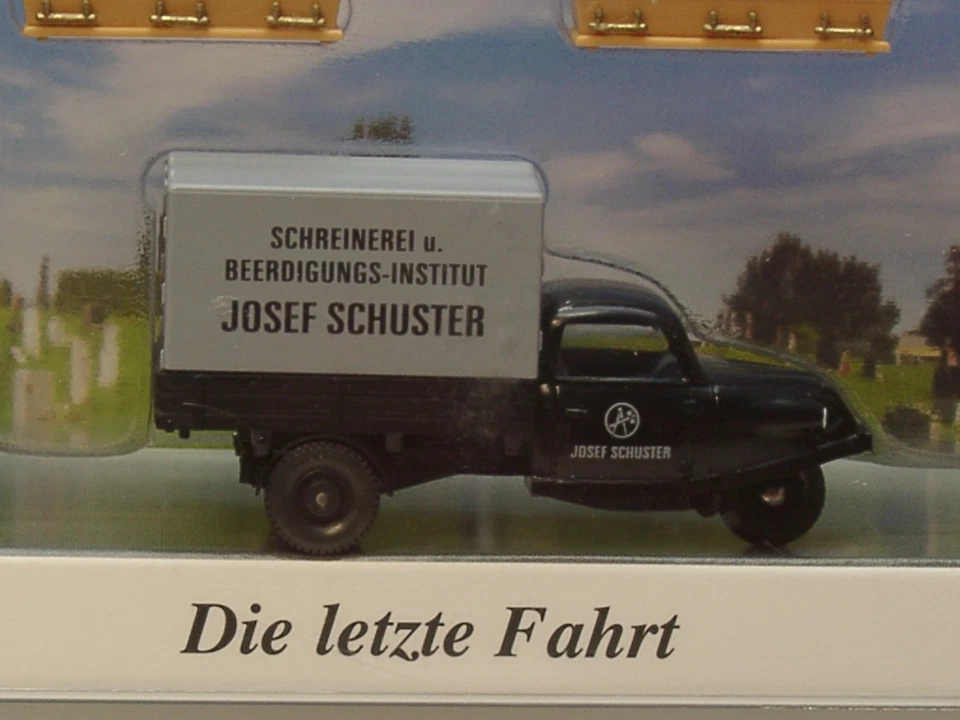 SCHREINEREI u.
BEERDIGUNGS-INSTITUT
JOSEF SCHUSTER
JOSEF SCHUSTER
Die letzte Fahrt